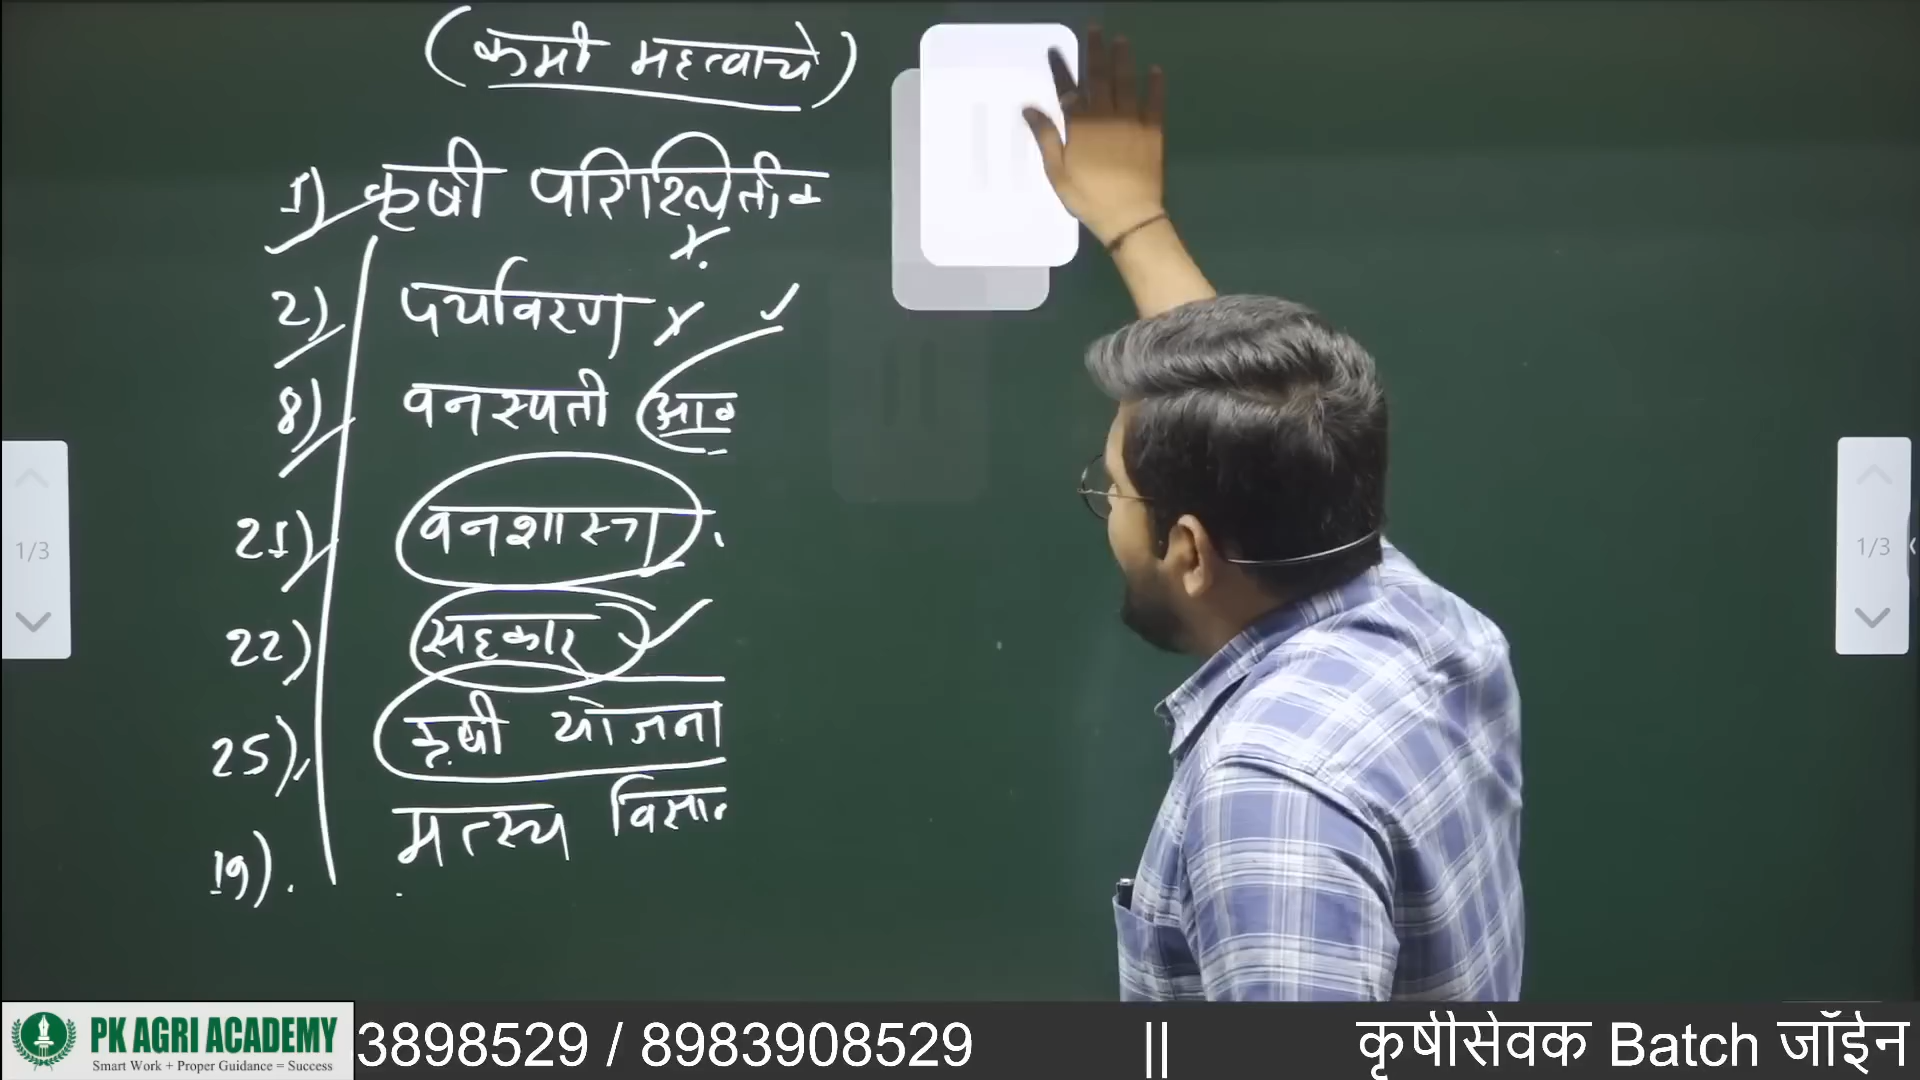 (कमी महत्वाचे)
1) कृषी परिस्थितीक
x.
2) पर्यावरण x ✓
8) वनस्पती आव
21) वनशास्त्र.
22) सहकार ✓
25) कृषी योजना
19). मत्स्य विज्ञान
1/3
1/3
PK AGRI ACADEMY
Smart Work + Proper Guidance = Success
3898529 / 8983908529 || कृषीसेवक Batch जॉईन